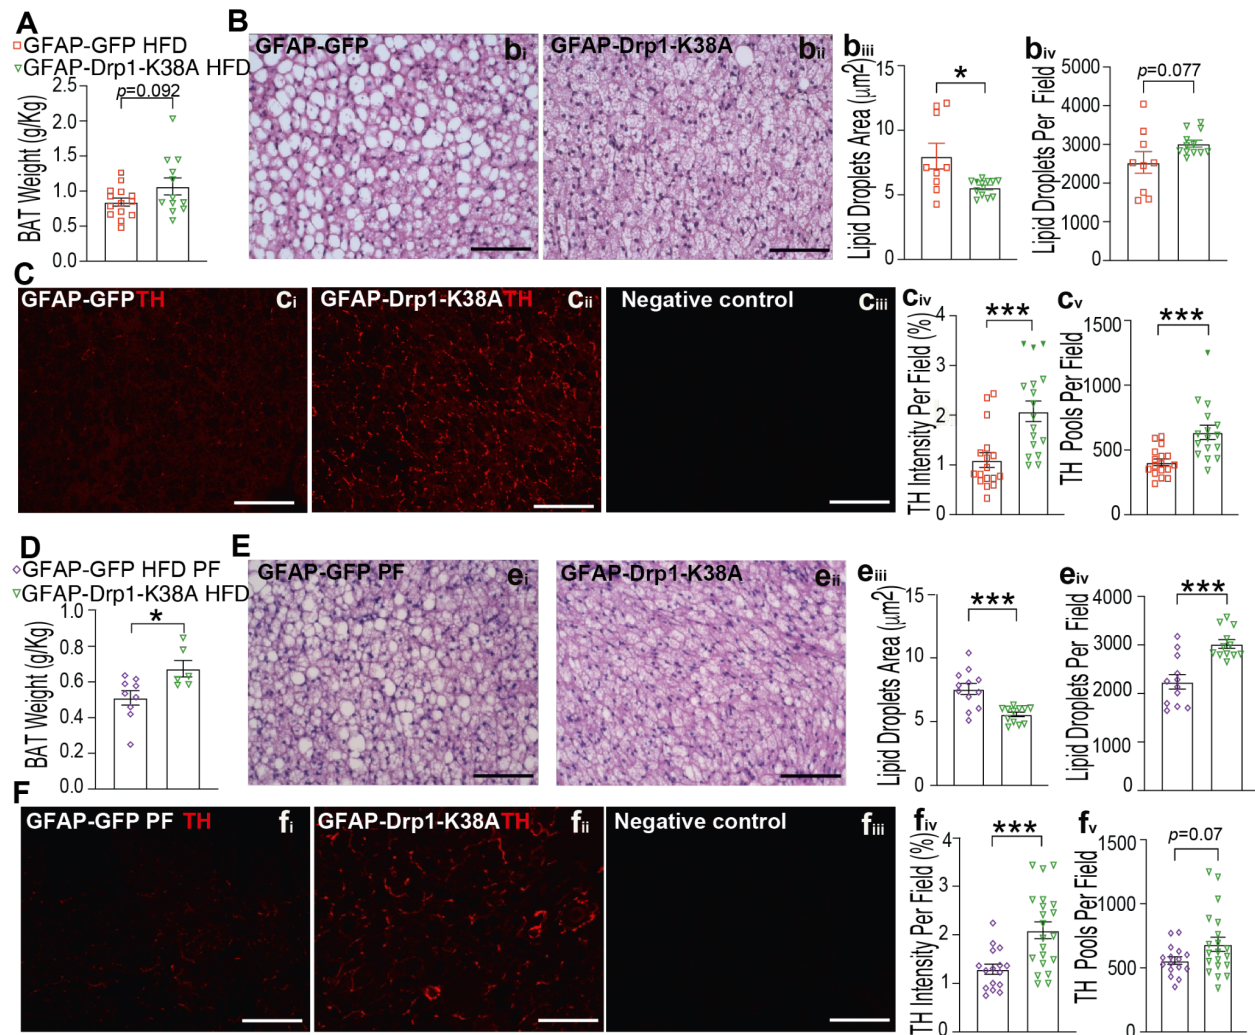 A
GFAP-GFP HFD
GFAP-Drp1-K38A HFD
BAT Weight (g/Kg)
2.5
2.0
1.5
1.0
0.5
0.0
p=0.092
B
GFAP-GFP
bi
GFAP-Drp1-K38A
bii
biii
Lipid Droplets Area (μm2)
15
10
5
0
*
biv
Lipid Droplets Per Field
5000
4000
3000
2000
1000
0
p=0.077
C
GFAP-GFPTH
ci
GFAP-Drp1-K38ATH
cii
Negative control
ciii
civ
TH Intensity Per Field (%)
4
3
2
1
0
***
cv
TH Pools Per Field
1500
1000
500
0
***
D
GFAP-GFP HFD PF
GFAP-Drp1-K38A HFD
BAT Weight (g/Kg)
1.0
0.8
0.6
0.4
0.2
0.0
*
E
GFAP-GFP PF
ei
GFAP-Drp1-K38A
eii
eiii
Lipid Droplets Area (μm2)
15
10
5
0
***
eiv
Lipid Droplets Per Field
4000
3000
2000
1000
0
***
F
GFAP-GFP PF TH
fi
GFAP-Drp1-K38ATH
fii
Negative control
fiii
fiv
TH Intensity Per Field (%)
4
3
2
1
0
***
fv
TH Pools Per Field
1500
1000
500
0
p=0.07